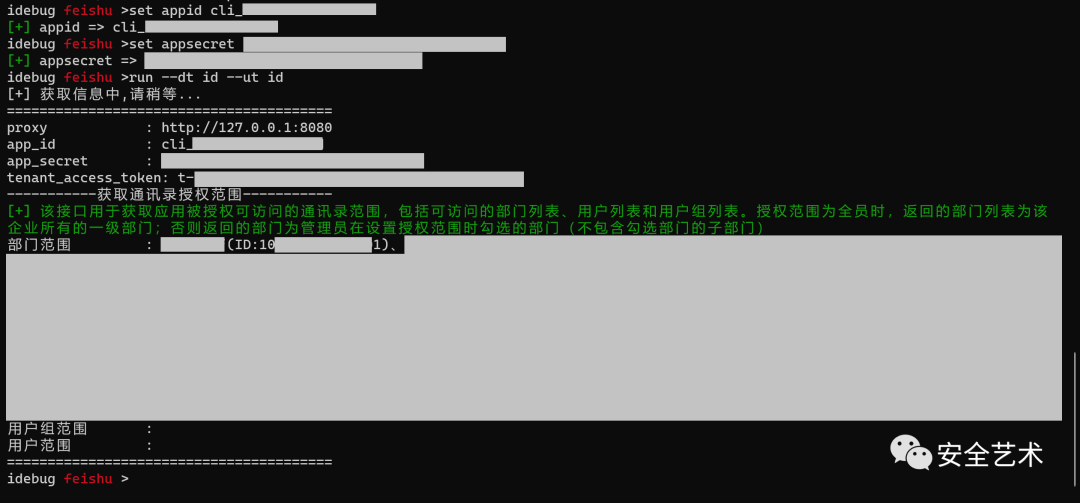 idebug feishu >set appid cli_
[+] appid => cli_
idebug feishu >set appsecret
[+] appsecret =>
idebug feishu >run --dt id --ut id
[+] 获取信息中,请稍等...
========================================
proxy : http://127.0.0.1:8080
app_id : cli_
app_secret :
tenant_access_token: t-
-----------获取通讯录授权范围-----------
[+] 该接口用于获取应用被授权可访问的通讯录范围，包括可访问的部门列表、用户列表和用户组列表。授权范围为全员时，返回的部门列表为该
企业所有的一级部门；否则返回的部门为管理员在设置授权范围时勾选的部门（不包含勾选部门的子部门）
部门范围 : (ID:10 1)、
用户组范围 :
用户范围 :
========================================
idebug feishu >
安全艺术